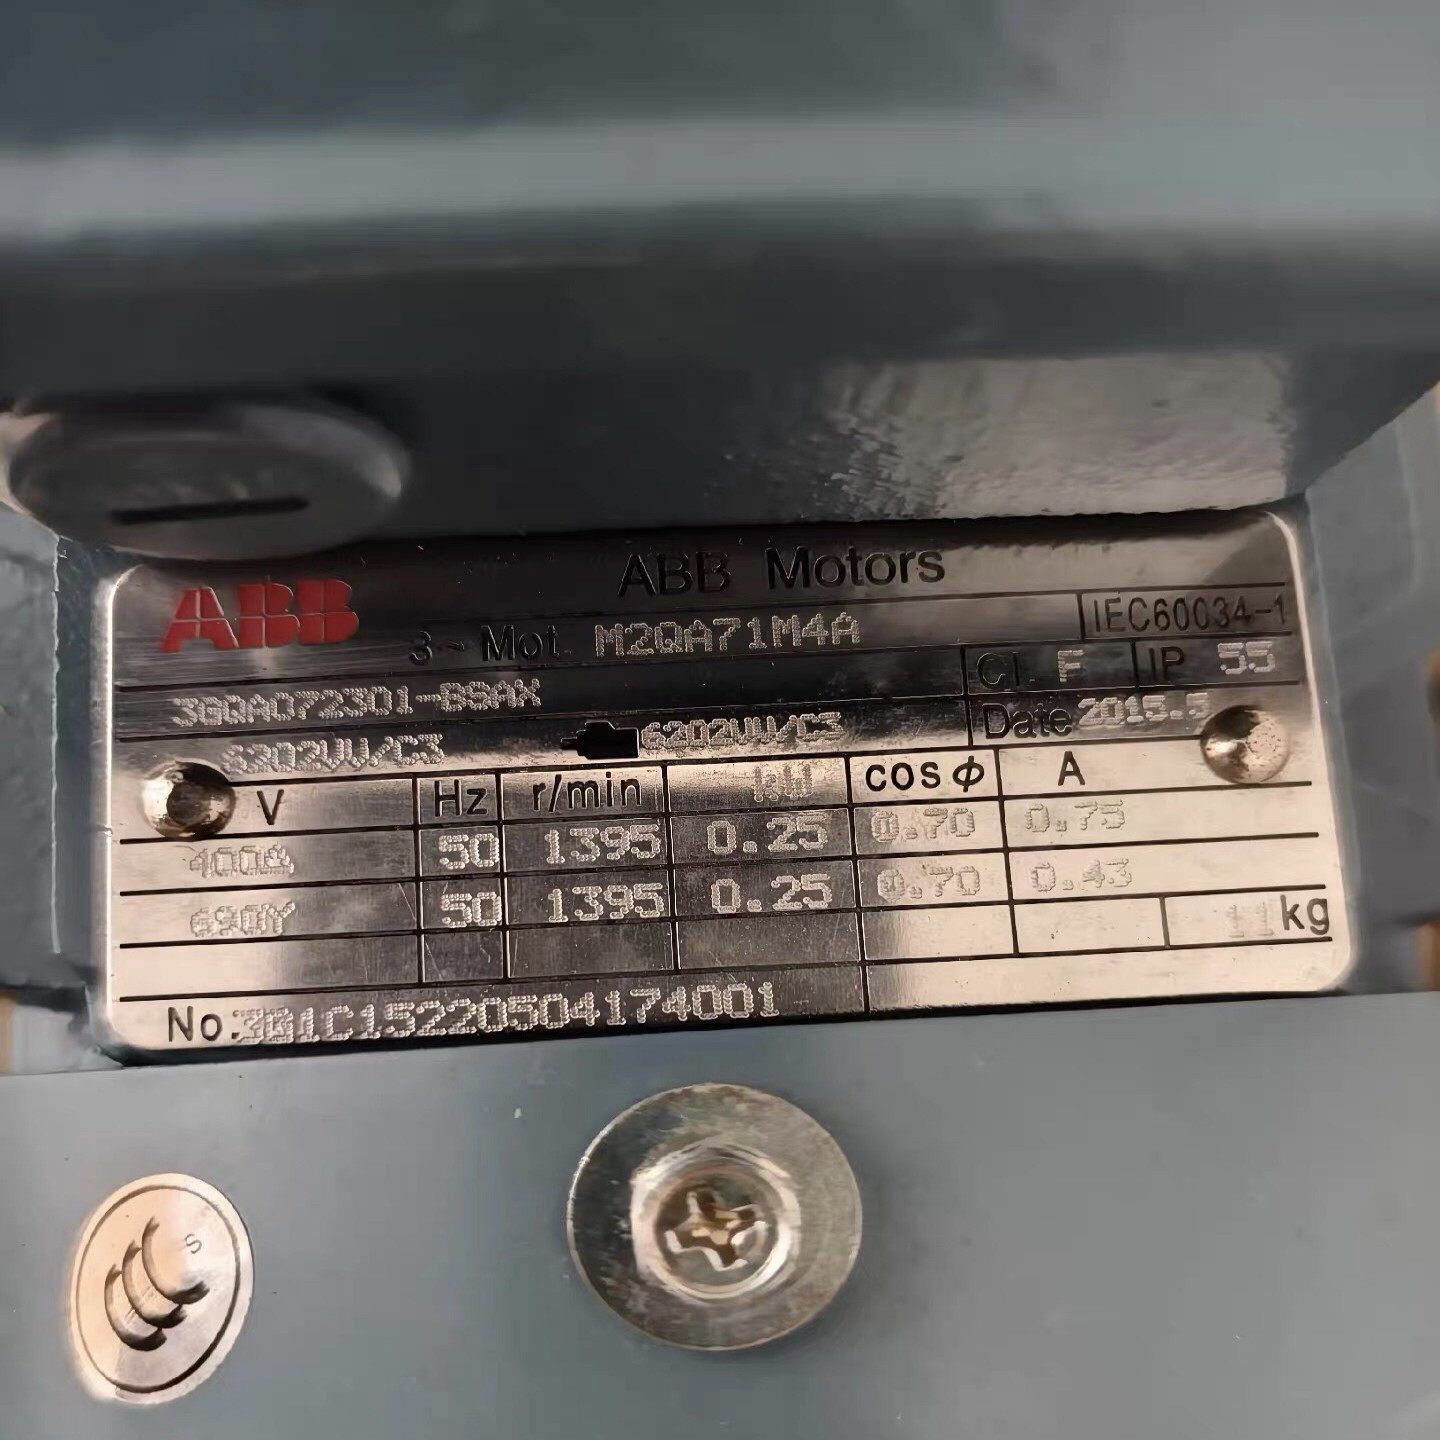 ABB
ABB Motors
3~ Mot. M2QA71M4A
IEC60034-1
3GQA072301-BSAX
Cl. F
IP 55
6202VV/C3
6202VV/C3
Date 2015.5
V Hz r/min kW cosϕ A
400Δ 50 1395 0.25 0.70 0.75
690Y 50 1395 0.25 0.70 0.43
11 kg
No. 3G1C15220504174001
CCC S